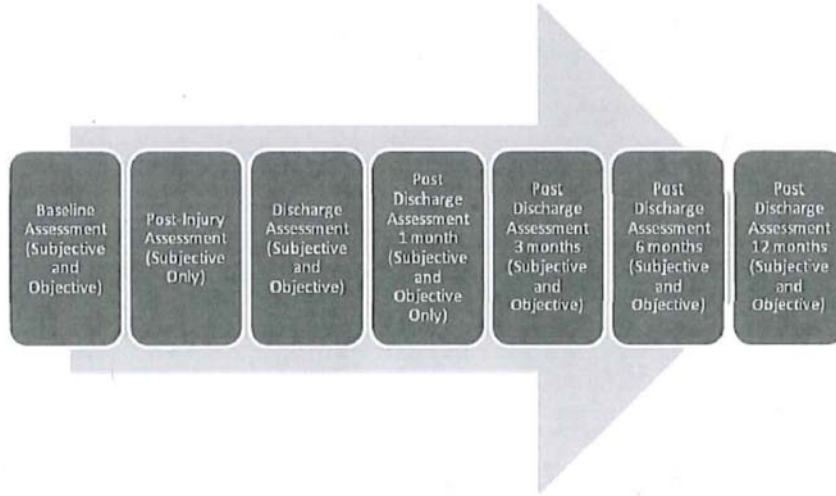 Baseline
Assessment
(Subjective
and
Objective)
Post-Injury
Assessment
(Subjective
Only)
Discharge
Assessment
(Subjective
and
Objective)
Post
Discharge
Assessment
1 month
(Subjective
and
Objective
Only)
Post
Discharge
Assessment
3 months
(Subjective
and
Objective)
Post
Discharge
Assessment
6 months
(Subjective
and
Objective)
Post
Discharge
Assessment
12 months
(Subjective
and
Objective)